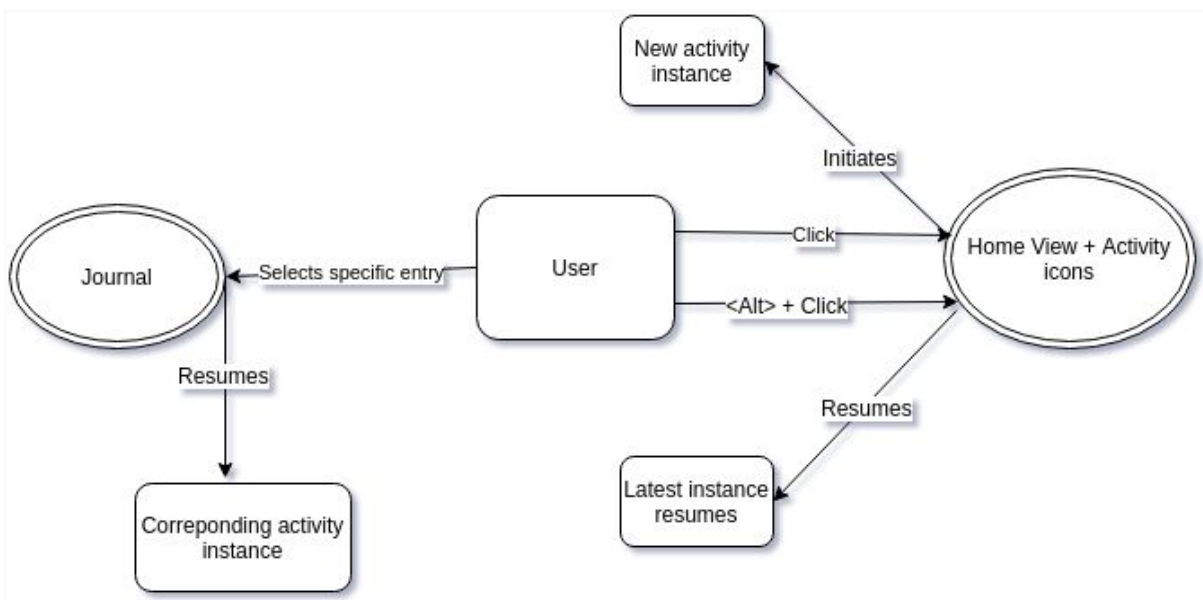 New activity
instance
Initiates
Home View + Activity
icons
Click
User
Selects specific entry
Journal
<Alt> + Click
Resumes
Resumes
Latest instance
resumes
Correponding activity
instance